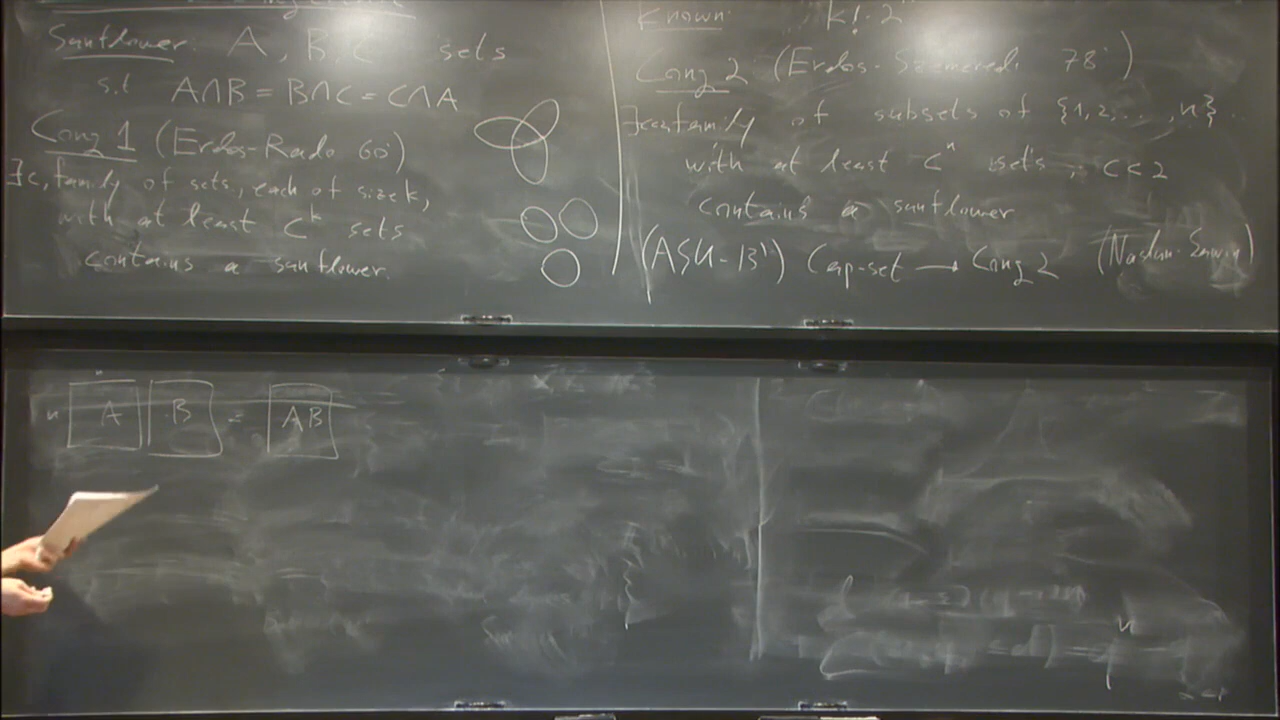 Sunflower. A, B, C sets
s.t A∩B = B∩C = C∩A
Conj 1 (Erdos-Rado 60')
∃c, family of sets, each of size k,
with at least C^k sets
contains a sunflower.
Known: k! · 2
Conj 2 (Erdos-Szemeredi 78')
family of subsets of {1,2,..,n}
with at least c^n sets, c<2
contains a sunflower
(ASU-13') Cap-set → Conj 2 (Naslun-Sawin)
n
n A B = AB